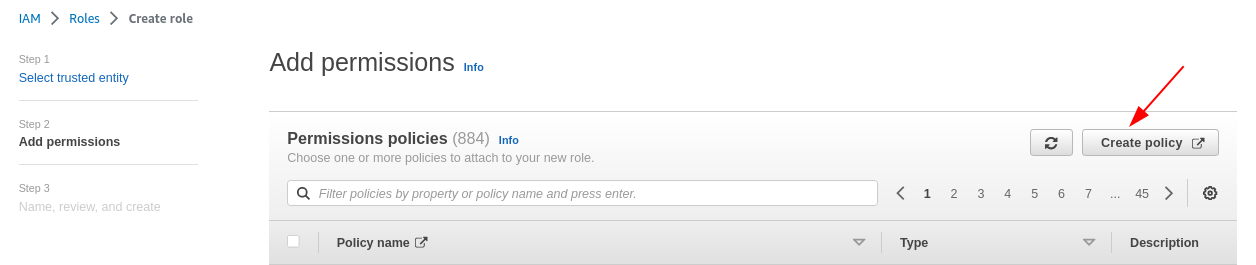 IAM > Roles > Create role
Step 1
Select trusted entity
Step 2
Add permissions
Step 3
Name, review, and create
Add permissions Info
Permissions policies (884) Info
Choose one or more policies to attach to your new role.
Create policy
Filter policies by property or policy name and press enter.
1 2 3 4 5 6 7 ... 45
Policy name Type Description